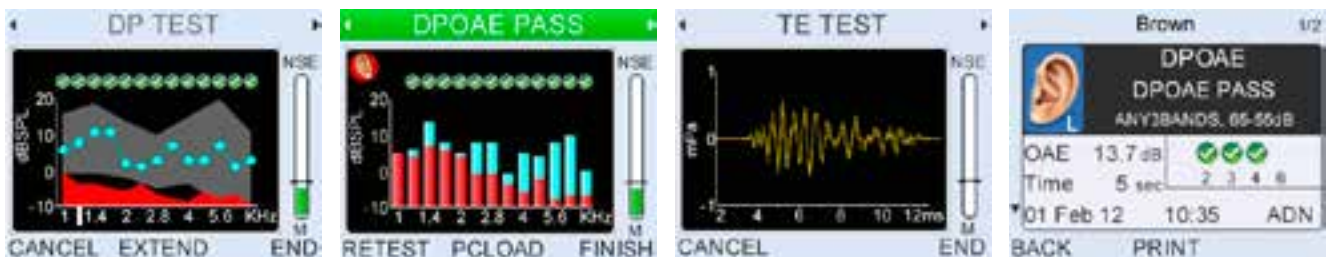 DP TEST
NSE
20
10
0
-10
dBSPL
1 1.4 2 2.8 4 5.6 KHz
M
CANCEL EXTEND END
DPOAE PASS
NSE
20
10
0
-10
dBSPL
1 1.4 2 2.8 4 5.6 KHz
M
RETEST PCLOAD FINISH
TE TEST
NSE
1
0
-1
mPa
2 4 6 8 10 12ms
M
CANCEL END
Brown 1/2
DPOAE
DPOAE PASS
ANY3BANDS, 65-55dB
L
OAE 13.7 dB
2 3 4 6
Time 5 sec
01 Feb 12 10:35 ADN
BACK PRINT